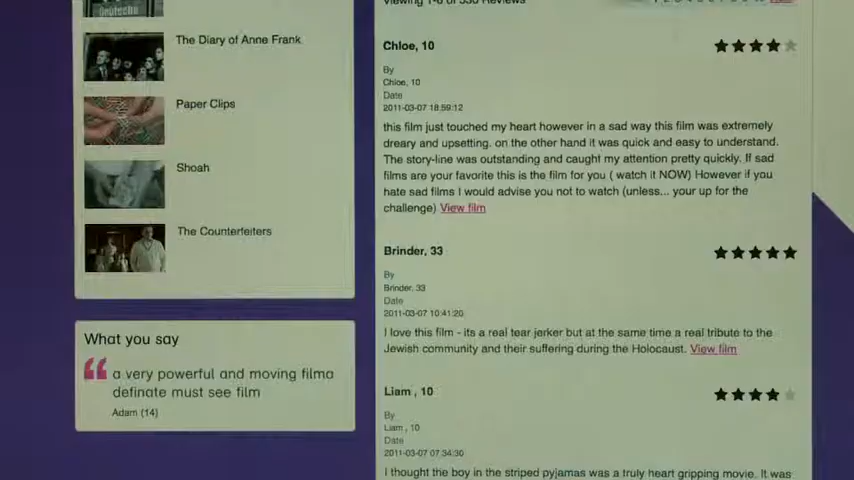 The Diary of Anne Frank
Paper Clips
Shoah
The Counterfeiters
What you say
a very powerful and moving filma
definate must see film
Adam (14)
Chloe, 10
By
Chloe, 10
Date
2011-03-07 18:59:12
this film just touched my heart however in a sad way this film was extremely
dreary and upsetting. on the other hand it was quick and easy to understand.
The story-line was outstanding and caught my attention pretty quickly. If sad
films are your favorite this is the film for you ( watch it NOW) However if you
hate sad films I would advise you not to watch (unless... your up for the
challenge) View film
Brinder, 33
By
Brinder, 33
Date
2011-03-07 10:41:20
I love this film - its a real tear jerker but at the same time a real tribute to the
Jewish community and their suffering during the Holocaust. View film
Liam , 10
By
Liam , 10
Date
2011-03-07 07:34:30
I thought the boy in the striped pyjamas was a truly heart gripping movie. It was